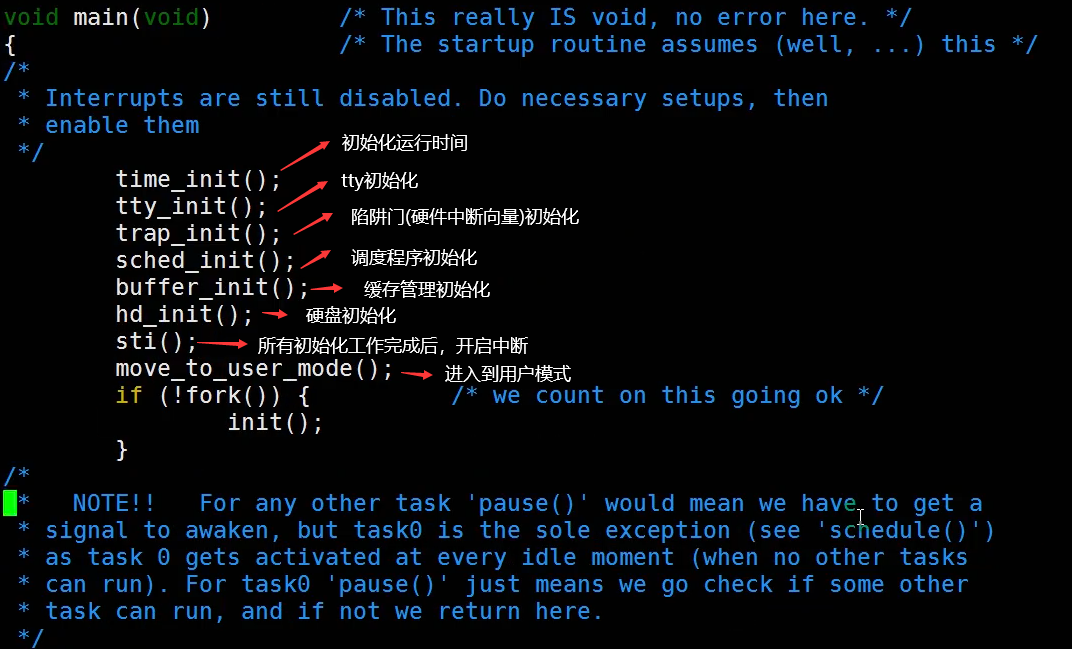 void main(void) /* This really IS void, no error here. */
{ /* The startup routine assumes (well, ...) this */
/*
* Interrupts are still disabled. Do necessary setups, then
* enable them
*/
初始化运行时间
time_init();
tty初始化
tty_init();
陷阱门(硬件中断向量)初始化
trap_init();
调度程序初始化
sched_init();
buffer_init(); 缓存管理初始化
hd_init(); 硬盘初始化
sti(); 所有初始化工作完成后，开启中断
move_to_user_mode(); 进入到用户模式
if (!fork()) { /* we count on this going ok */
init();
}
/*
* NOTE!! For any other task 'pause()' would mean we have to get a
* signal to awaken, but task0 is the sole exception (see 'schedule()')
* as task 0 gets activated at every idle moment (when no other tasks
* can run). For task0 'pause()' just means we go check if some other
* task can run, and if not we return here.
*/